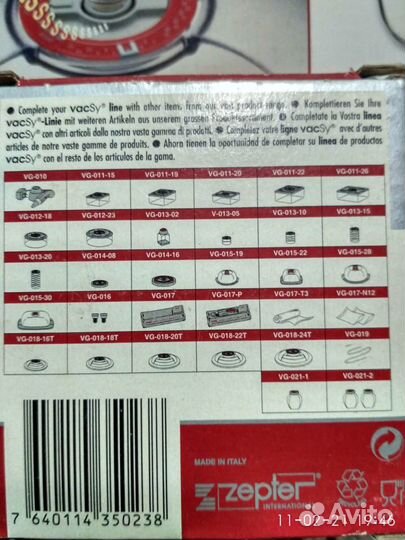 ● Complete your vacsy® line with other items from our vast product range. ● Komplettieren Sie Ihre
vacsy®-Linie mit weiteren Artikeln aus unserem grossen Produktesortiment. ● Completate la Vostra linea
vacsy® con altri articoli dalla nostra vasta gamma di prodotti. ● Complétez votre ligne vacsy® avec d'autres
articles de notre vaste gamme de produits. ● Ahora tienen la oportunidad de completar su linea de productos
vacsy® con el resto de los articulos de la gama.
VG-010 VG-011-15 VG-011-19 VG-011-20 VG-011-22 VG-011-26
VG-012-18 VG-012-23 VG-013-02 V-013-05 VG-013-10 VG-013-15
VG-013-20 VG-014-08 VG-014-16 VG-015-19 VG-015-22 VG-015-28
VG-015-30 VG-016 VG-017 VG-017-P VG-017-T3 VG-017-N12
VG-018-16T VG-018-18T VG-018-20T VG-018-22T VG-018-24T VG-019
VG-021-1 VG-021-2
MADE IN ITALY
zepter®
INTERNATIONAL
7 640114 350238
Avito
11-02-21 19:46